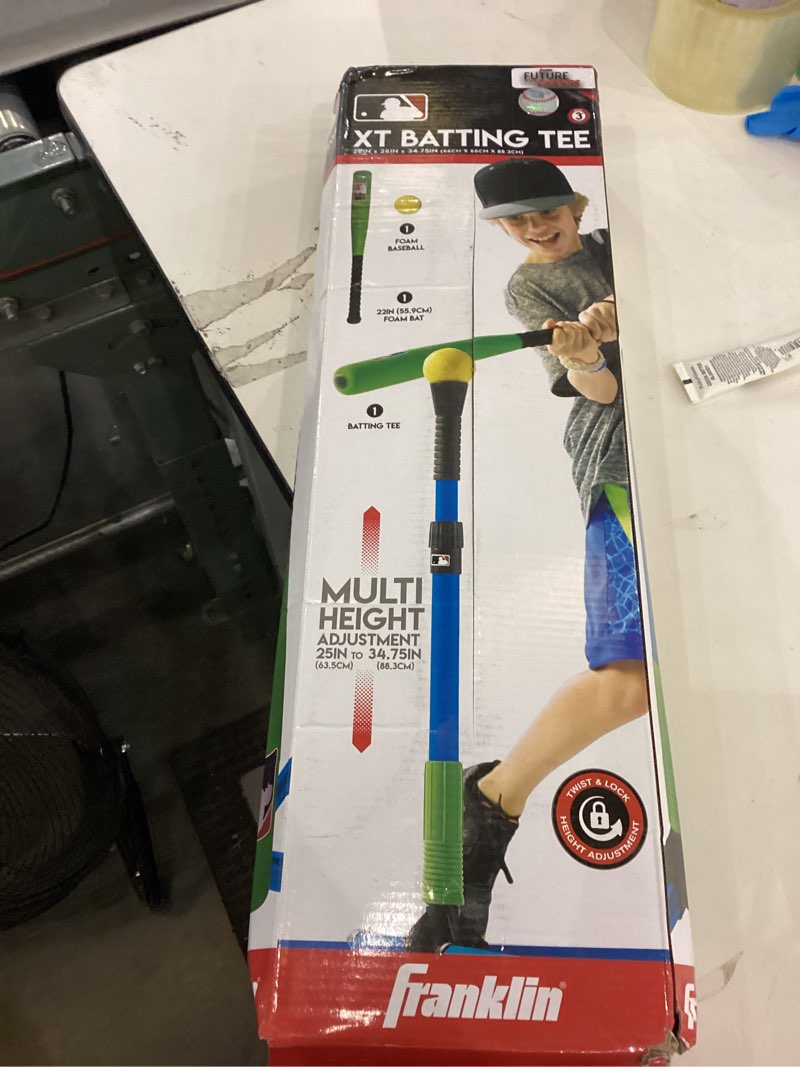 FUTURE
3
XT BATTING TEE
26IN x 26IN x 34.75IN (66CM X 66CM X 88.3CM)
1
FOAM
BASEBALL
1
22IN (55.9CM)
FOAM BAT
1
BATTING TEE
MULTI
HEIGHT
ADJUSTMENT
25IN TO 34.75IN
(63.5CM) (88.3CM)
TWIST & LOCK
HEIGHT ADJUSTMENT
franklin®